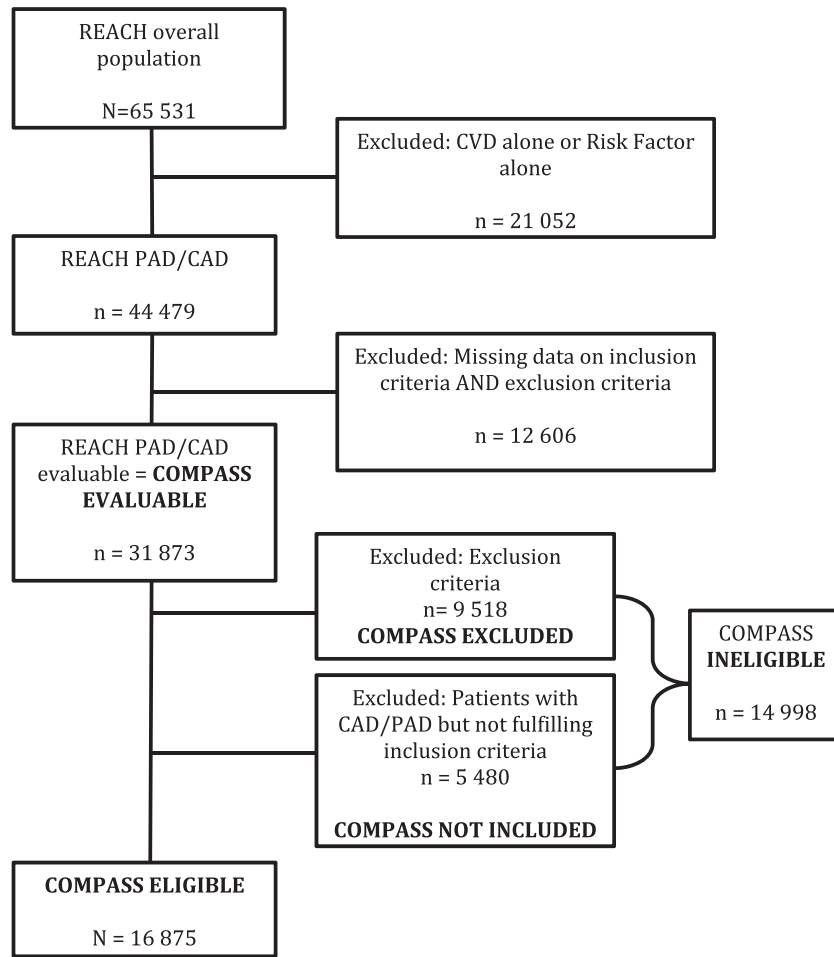 REACH overall
population
N=65 531
Excluded: CVD alone or Risk Factor
alone
n = 21 052
REACH PAD/CAD
n = 44 479
Excluded: Missing data on inclusion
criteria AND exclusion criteria
n = 12 606
REACH PAD/CAD
evaluable = COMPASS
EVALUABLE
n = 31 873
Excluded: Exclusion
criteria
n= 9 518
COMPASS EXCLUDED
COMPASS
INELIGIBLE
n = 14 998
Excluded: Patients with
CAD/PAD but not fulfilling
inclusion criteria
n = 5 480
COMPASS NOT INCLUDED
COMPASS ELIGIBLE
N = 16 875